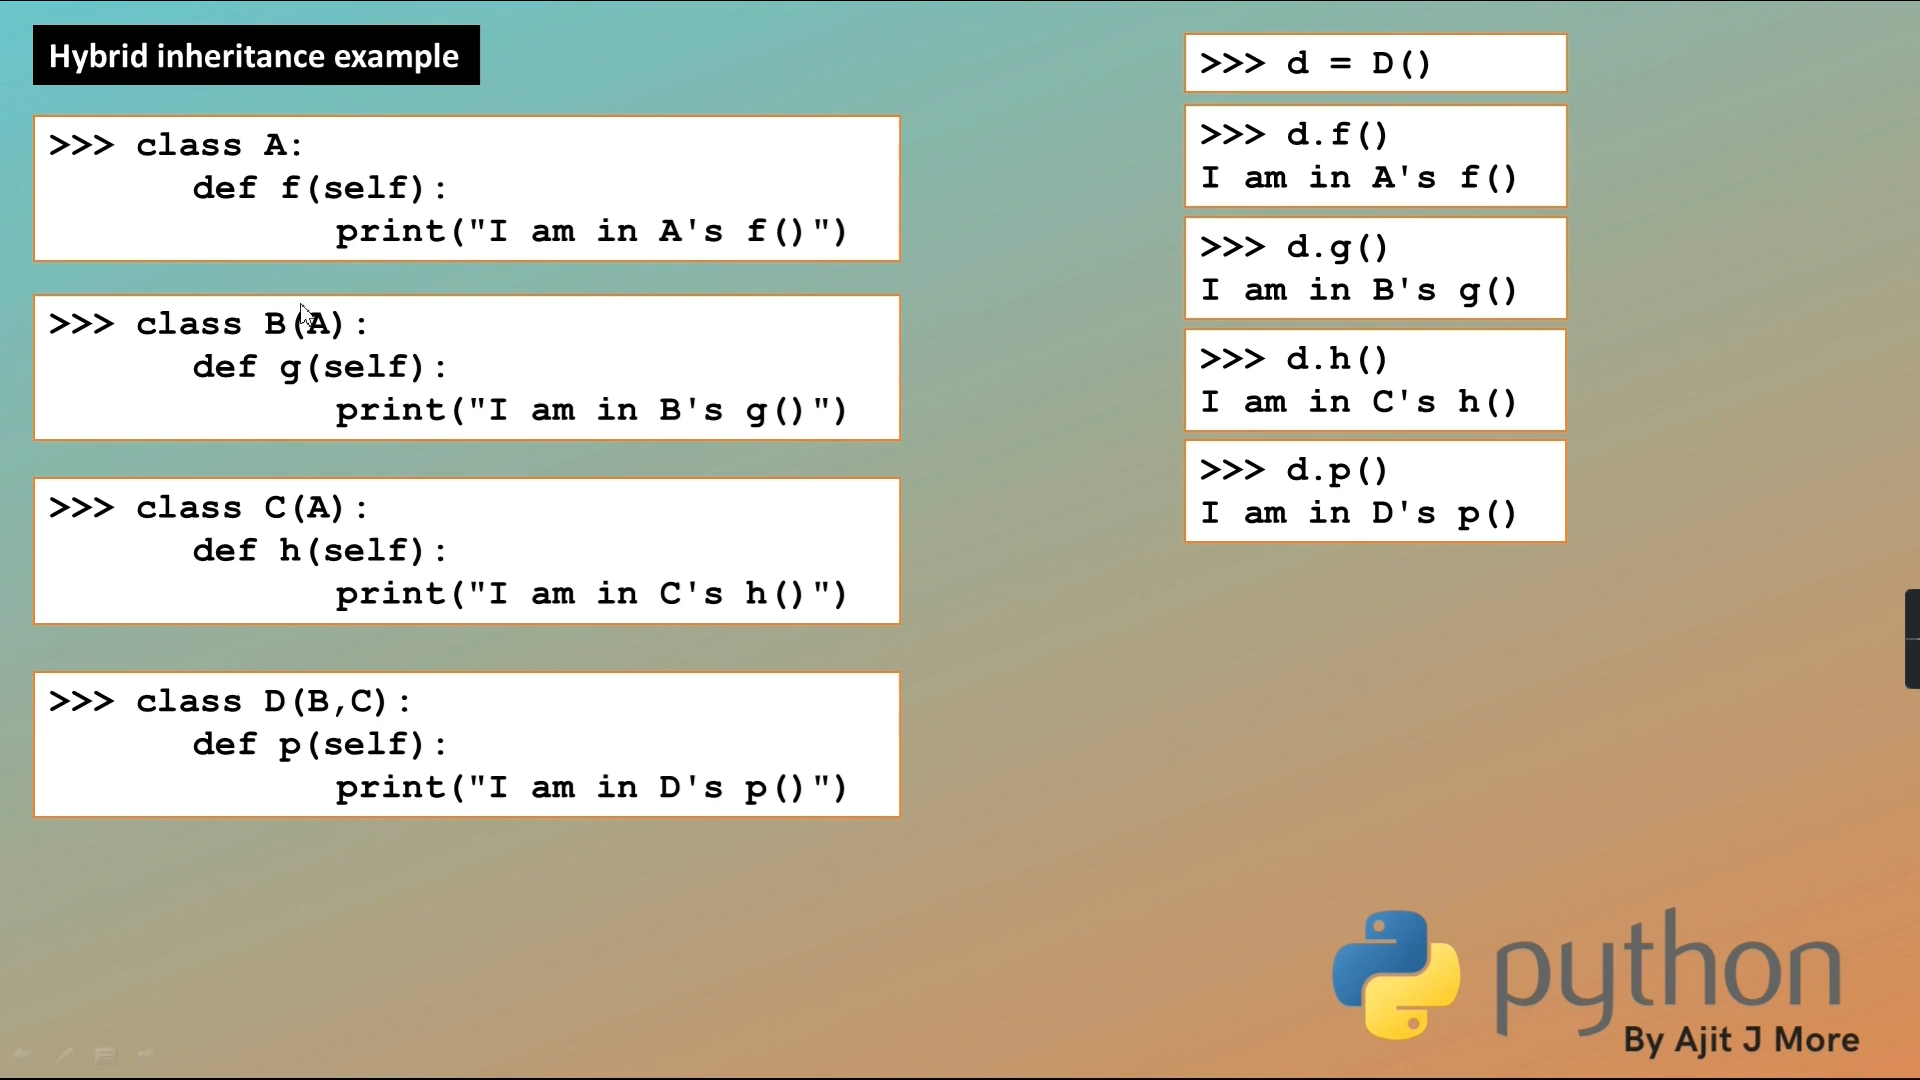 Hybrid inheritance example
>>> class A:
def f(self):
print("I am in A's f()")
>>> class B(A):
def g(self):
print("I am in B's g()")
>>> class C(A):
def h(self):
print("I am in C's h()")
>>> class D(B,C):
def p(self):
print("I am in D's p()")
>>> d = D()
>>> d.f()
I am in A's f()
>>> d.g()
I am in B's g()
>>> d.h()
I am in C's h()
>>> d.p()
I am in D's p()
python
By Ajit J More